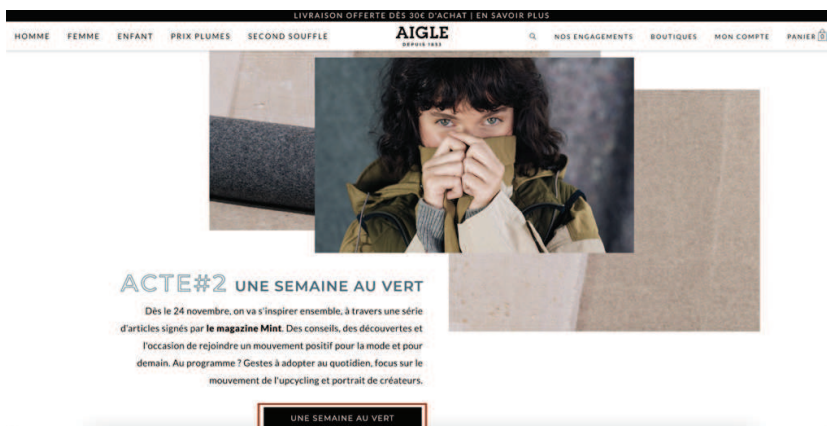 LIVRAISON OFFERTE DÈS 30€ D'ACHAT | EN SAVOIR PLUS
HOMME FEMME ENFANT PRIX PLUMES SECOND SOUFFLE AIGLE NOS ENGAGEMENTS BOUTIQUES MON COMPTE PANIER 0
DEPUIS 1853
ACTE#2 UNE SEMAINE AU VERT
Dès le 24 novembre, on va s'inspirer ensemble, à travers une série
d'articles signés par le magazine Mint. Des conseils, des découvertes et
l'occasion de rejoindre un mouvement positif pour la mode et pour
demain. Au programme ? Gestes à adopter au quotidien, focus sur le
mouvement de l'upcycling et portrait de créateurs.
UNE SEMAINE AU VERT